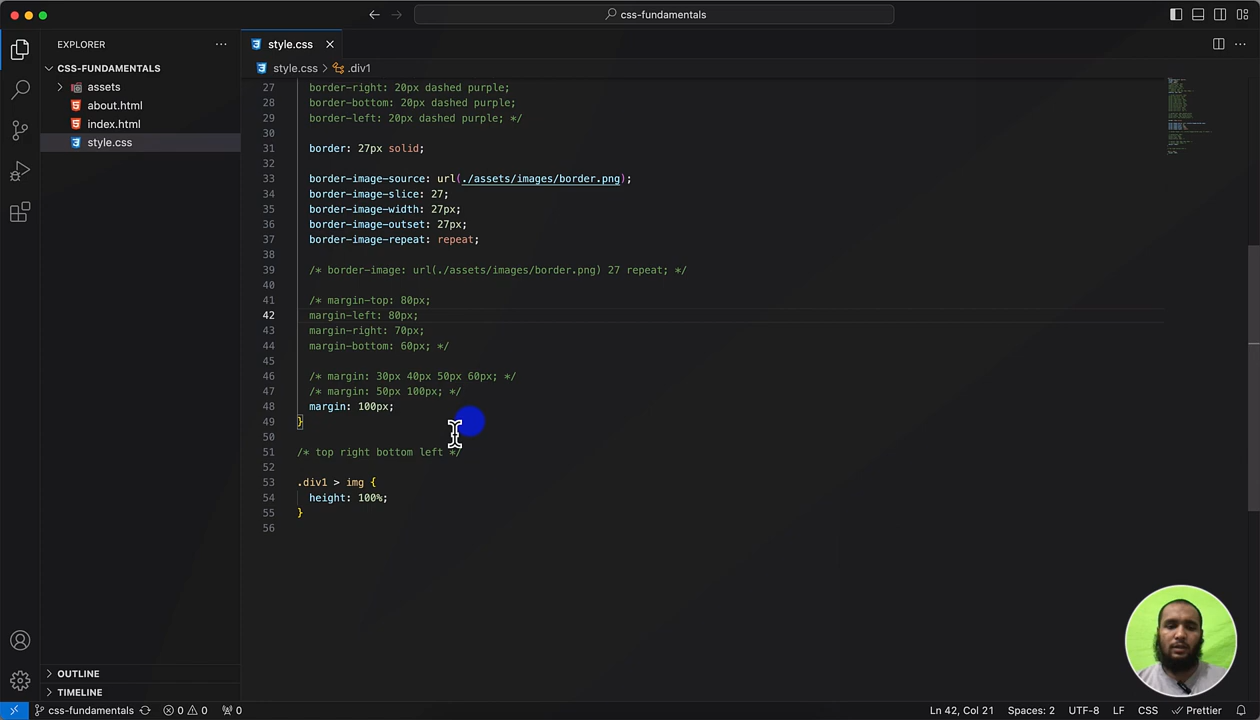 css-fundamentals
EXPLORER
style.css
CSS-FUNDAMENTALS
assets
about.html
index.html
style.css
style.css > .div1
27 border-right: 20px dashed purple;
28 border-bottom: 20px dashed purple;
29 border-left: 20px dashed purple; */
30
31 border: 27px solid;
32
33 border-image-source: url(./assets/images/border.png);
34 border-image-slice: 27;
35 border-image-width: 27px;
36 border-image-outset: 27px;
37 border-image-repeat: repeat;
38
39 /* border-image: url(./assets/images/border.png) 27 repeat; */
40
41 /* margin-top: 80px;
42 margin-left: 80px;
43 margin-right: 70px;
44 margin-bottom: 60px; */
45
46 /* margin: 30px 40px 50px 60px; */
47 /* margin: 50px 100px; */
48 margin: 100px;
49 }
50
51 /* top right bottom left */
52
53 .div1 > img {
54 height: 100%;
55 }
56
OUTLINE
TIMELINE
css-fundamentals 0 0 0 Ln 42, Col 21 Spaces: 2 UTF-8 LF CSS Prettier